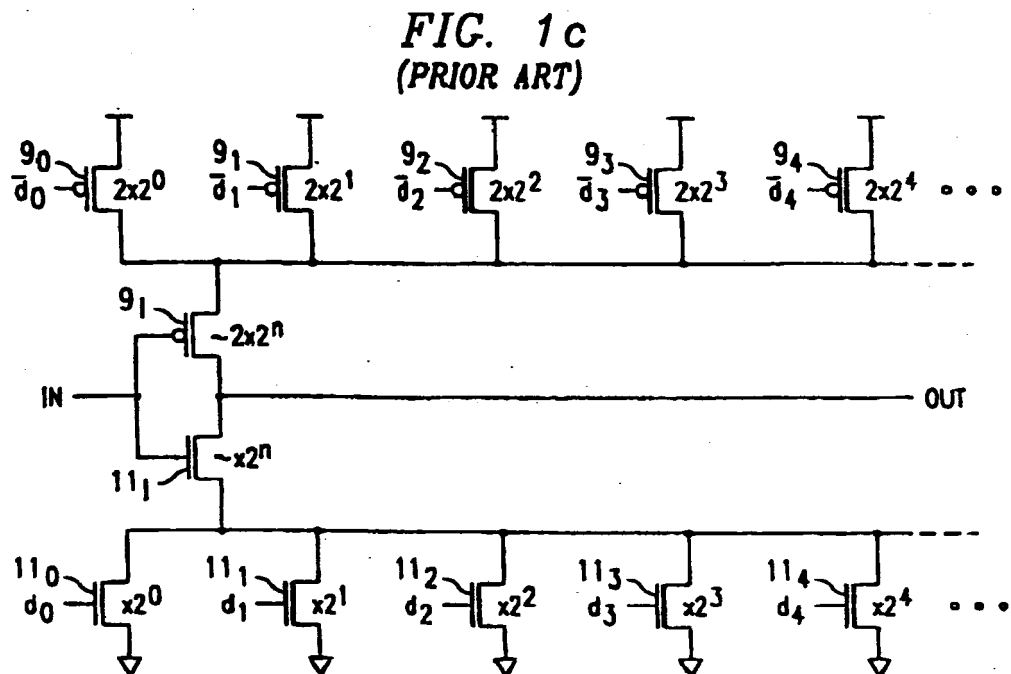 FIG. 1c
(PRIOR ART)
9₀ 9₁ 9₂ 9₃ 9₄
d̅₀ 2x2⁰ d̅₁ 2x2¹ d̅₂ 2x2² d̅₃ 2x2³ d̅₄ 2x2⁴
9ₗ
~2x2ⁿ
IN OUT
~x2ⁿ
11ₗ
11₀ 11₁ 11₂ 11₃ 11₄
d₀ x2⁰ d₁ x2¹ d₂ x2² d₃ x2³ d₄ x2⁴